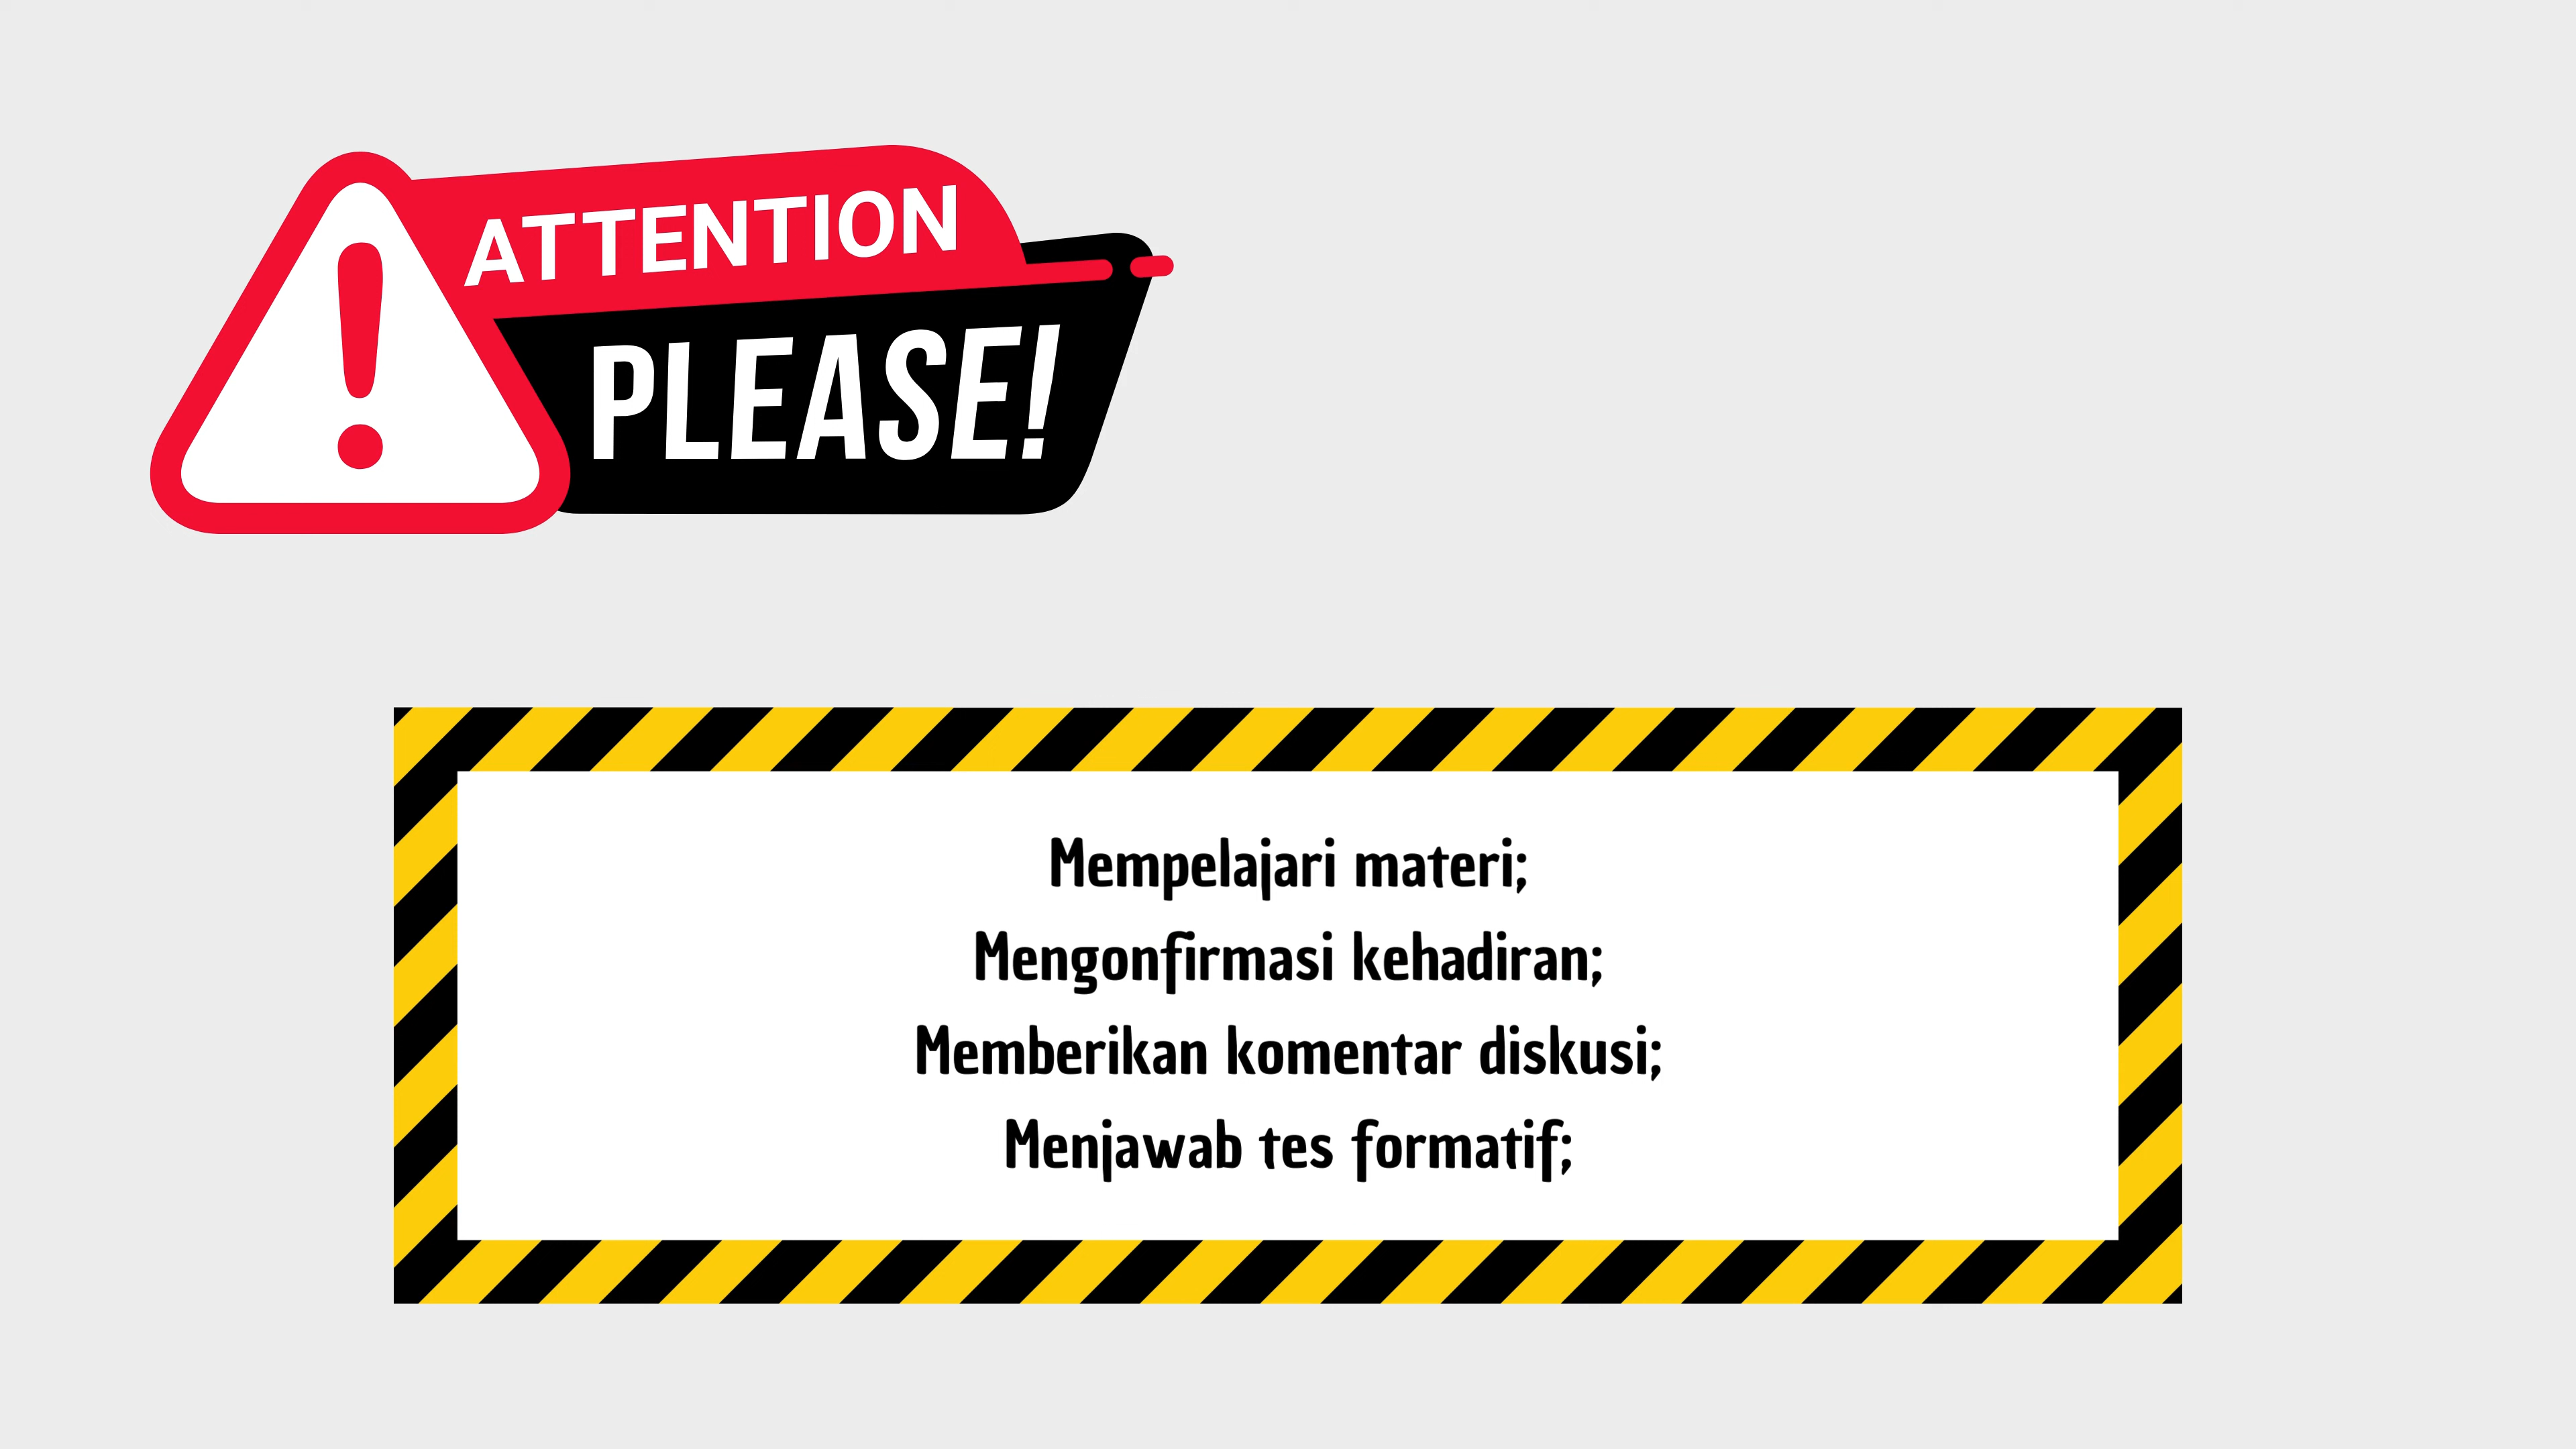 ATTENTION
PLEASE!
Mempelajari materi;
Mengonfirmasi kehadiran;
Memberikan komentar diskusi;
Menjawab tes formatif;